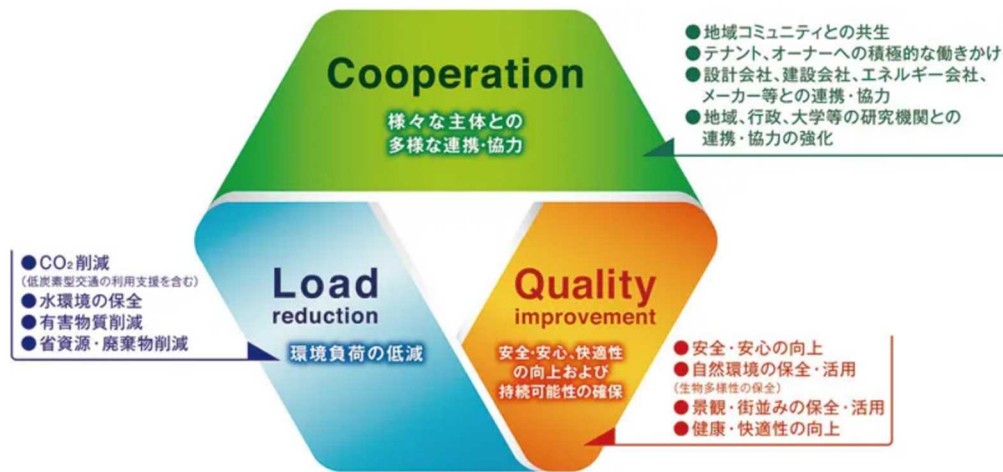 Cooperation
様々な主体との
多様な連携・協力
●地域コミュニティとの共生
●テナント、オーナーへの積極的な働きかけ
●設計会社、建設会社、エネルギー会社、
メーカー等との連携・協力
●地域、行政、大学等の研究機関との
連携・協力の強化
Load
reduction
環境負荷の低減
●CO₂削減
(低炭素型交通の利用支援を含む)
●水環境の保全
●有害物質削減
●省資源・廃棄物削減
Quality
improvement
安全・安心、快適性
の向上および
持続可能性の確保
●安全・安心の向上
●自然環境の保全・活用
(生物多様性の保全)
●景観・街並みの保全・活用
●健康・快適性の向上